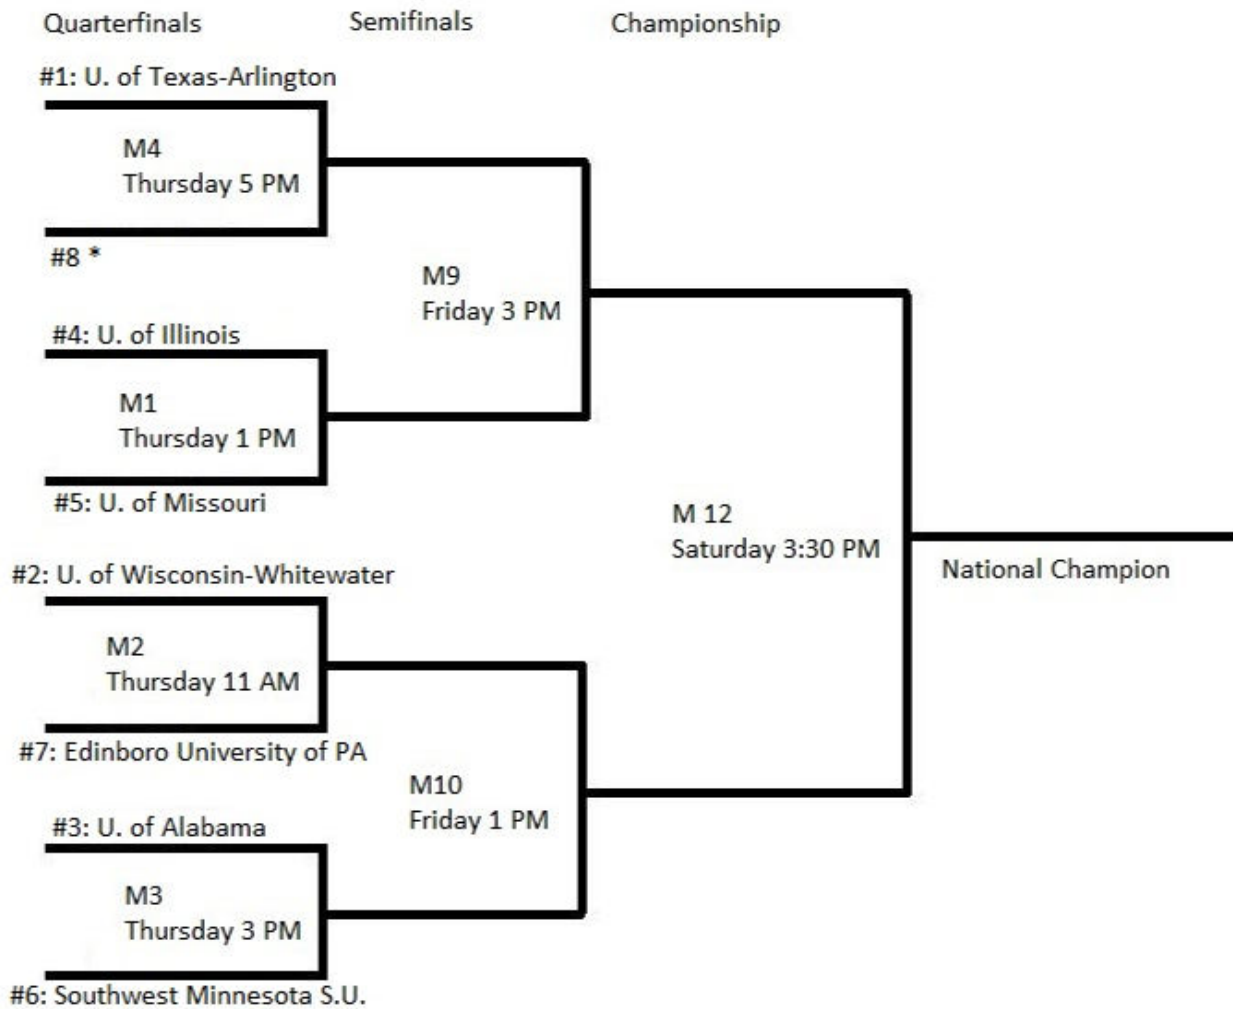 Quarterfinals
Semifinals
Championship
#1: U. of Texas-Arlington
M4
Thursday 5 PM
#8 *
M9
Friday 3 PM
#4: U. of Illinois
M1
Thursday 1 PM
#5: U. of Missouri
M 12
Saturday 3:30 PM
National Champion
#2: U. of Wisconsin-Whitewater
M2
Thursday 11 AM
#7: Edinboro University of PA
M10
Friday 1 PM
#3: U. of Alabama
M3
Thursday 3 PM
#6: Southwest Minnesota S.U.